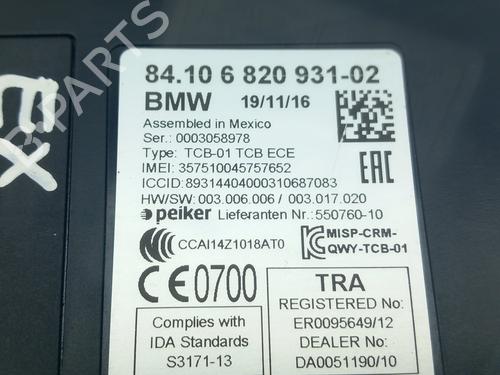 84.10 6 820 931-02
BMW 19/11/16
Assembled in Mexico
Ser.: 0003058978
Type: TCB-01 TCB ECE
IMEI: 357510045757652
ICCID: 89314404000310687083
HW/SW: 003.006.006 / 003.017.020
peiker Lieferanten Nr.: 550760-10
EAC
CCAI14Z1018AT0
MISP-CRM-
QWY-TCB-01
CE0700
Complies with
IDA Standards
S3171-13
TRA
REGISTERED No:
ER0095649/12
DEALER No:
DA0051190/10
B-PARTS